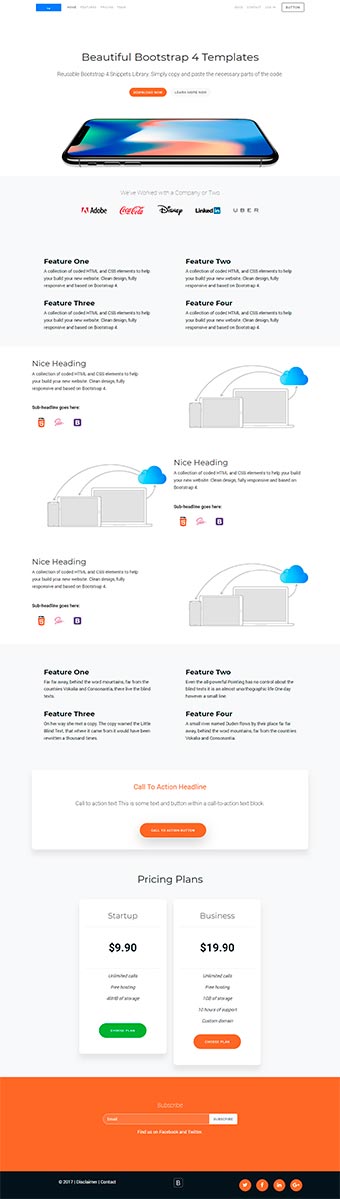 HOME FEATURES PRICING TEAM
BLOG CONTACT LOG IN BUTTON
Beautiful Bootstrap 4 Templates
Reusable Bootstrap 4 Snippets Library. Simply copy and paste the necessary parts of the code.
DOWNLOAD NOW LEARN MORE HOW
We've Worked with a Company or Two
Adobe Coca-Cola Disney LinkedIn UBER
Feature One
A collection of coded HTML and CSS elements to help
you build your new website. Clean design, fully
responsive and based on Bootstrap 4.
Feature Two
A collection of coded HTML and CSS elements to help
your build your new website. Clean design, fully
responsive and based on Bootstrap 4.
Feature Three
A collection of coded HTML and CSS elements to help
your build your new website. Clean design, fully
responsive and based on Bootstrap 4.
Feature Four
A collection of coded HTML and CSS elements to help
your build your new website. Clean design, fully
responsive and based on Bootstrap 4.
Nice Heading
A collection of coded HTML and CSS elements to help
you build your new website. Clean design, fully
responsive and based on Bootstrap 4.
Sub-headline goes here:
Nice Heading
A collection of coded HTML and CSS elements to help you build
your new website. Clean design, fully responsive and based on
Bootstrap 4.
Sub-headline goes here:
Nice Heading
A collection of coded HTML and CSS elements to help
you build your new website. Clean design, fully
responsive and based on Bootstrap 4.
Sub-headline goes here:
Feature One
Far far away, behind the word mountains, far from the
countries Vokalia and Consonantia, there live the blind
texts.
Feature Two
Even the all-powerful Pointing has no control about the
blind texts it is an almost unorthographic life One day
however a small line.
Feature Three
On her way she met a copy. The copy warned the Little
Blind Text, that where it came from it would have been
rewritten a thousand times.
Feature Four
A small river named Duden flows by their place far far
away, behind the word mountains, far from the countries
Vokalia and Consonantia.
Call To Action Headline
Call to action text This is some text and button within a call-to-action text block.
CALL TO ACTION BUTTON
Pricing Plans
Startup
$9.90
Unlimited calls
Free hosting
40MB of storage
CHOOSE PLAN
Business
$19.90
Unlimited calls
Free hosting
1GB of storage
10 hours of support
Custom domain
CHOOSE PLAN
Subscribe
Email SUBSCRIBE
Find us on Facebook and Twitter.
© 2017 | Disclaimer | Contact